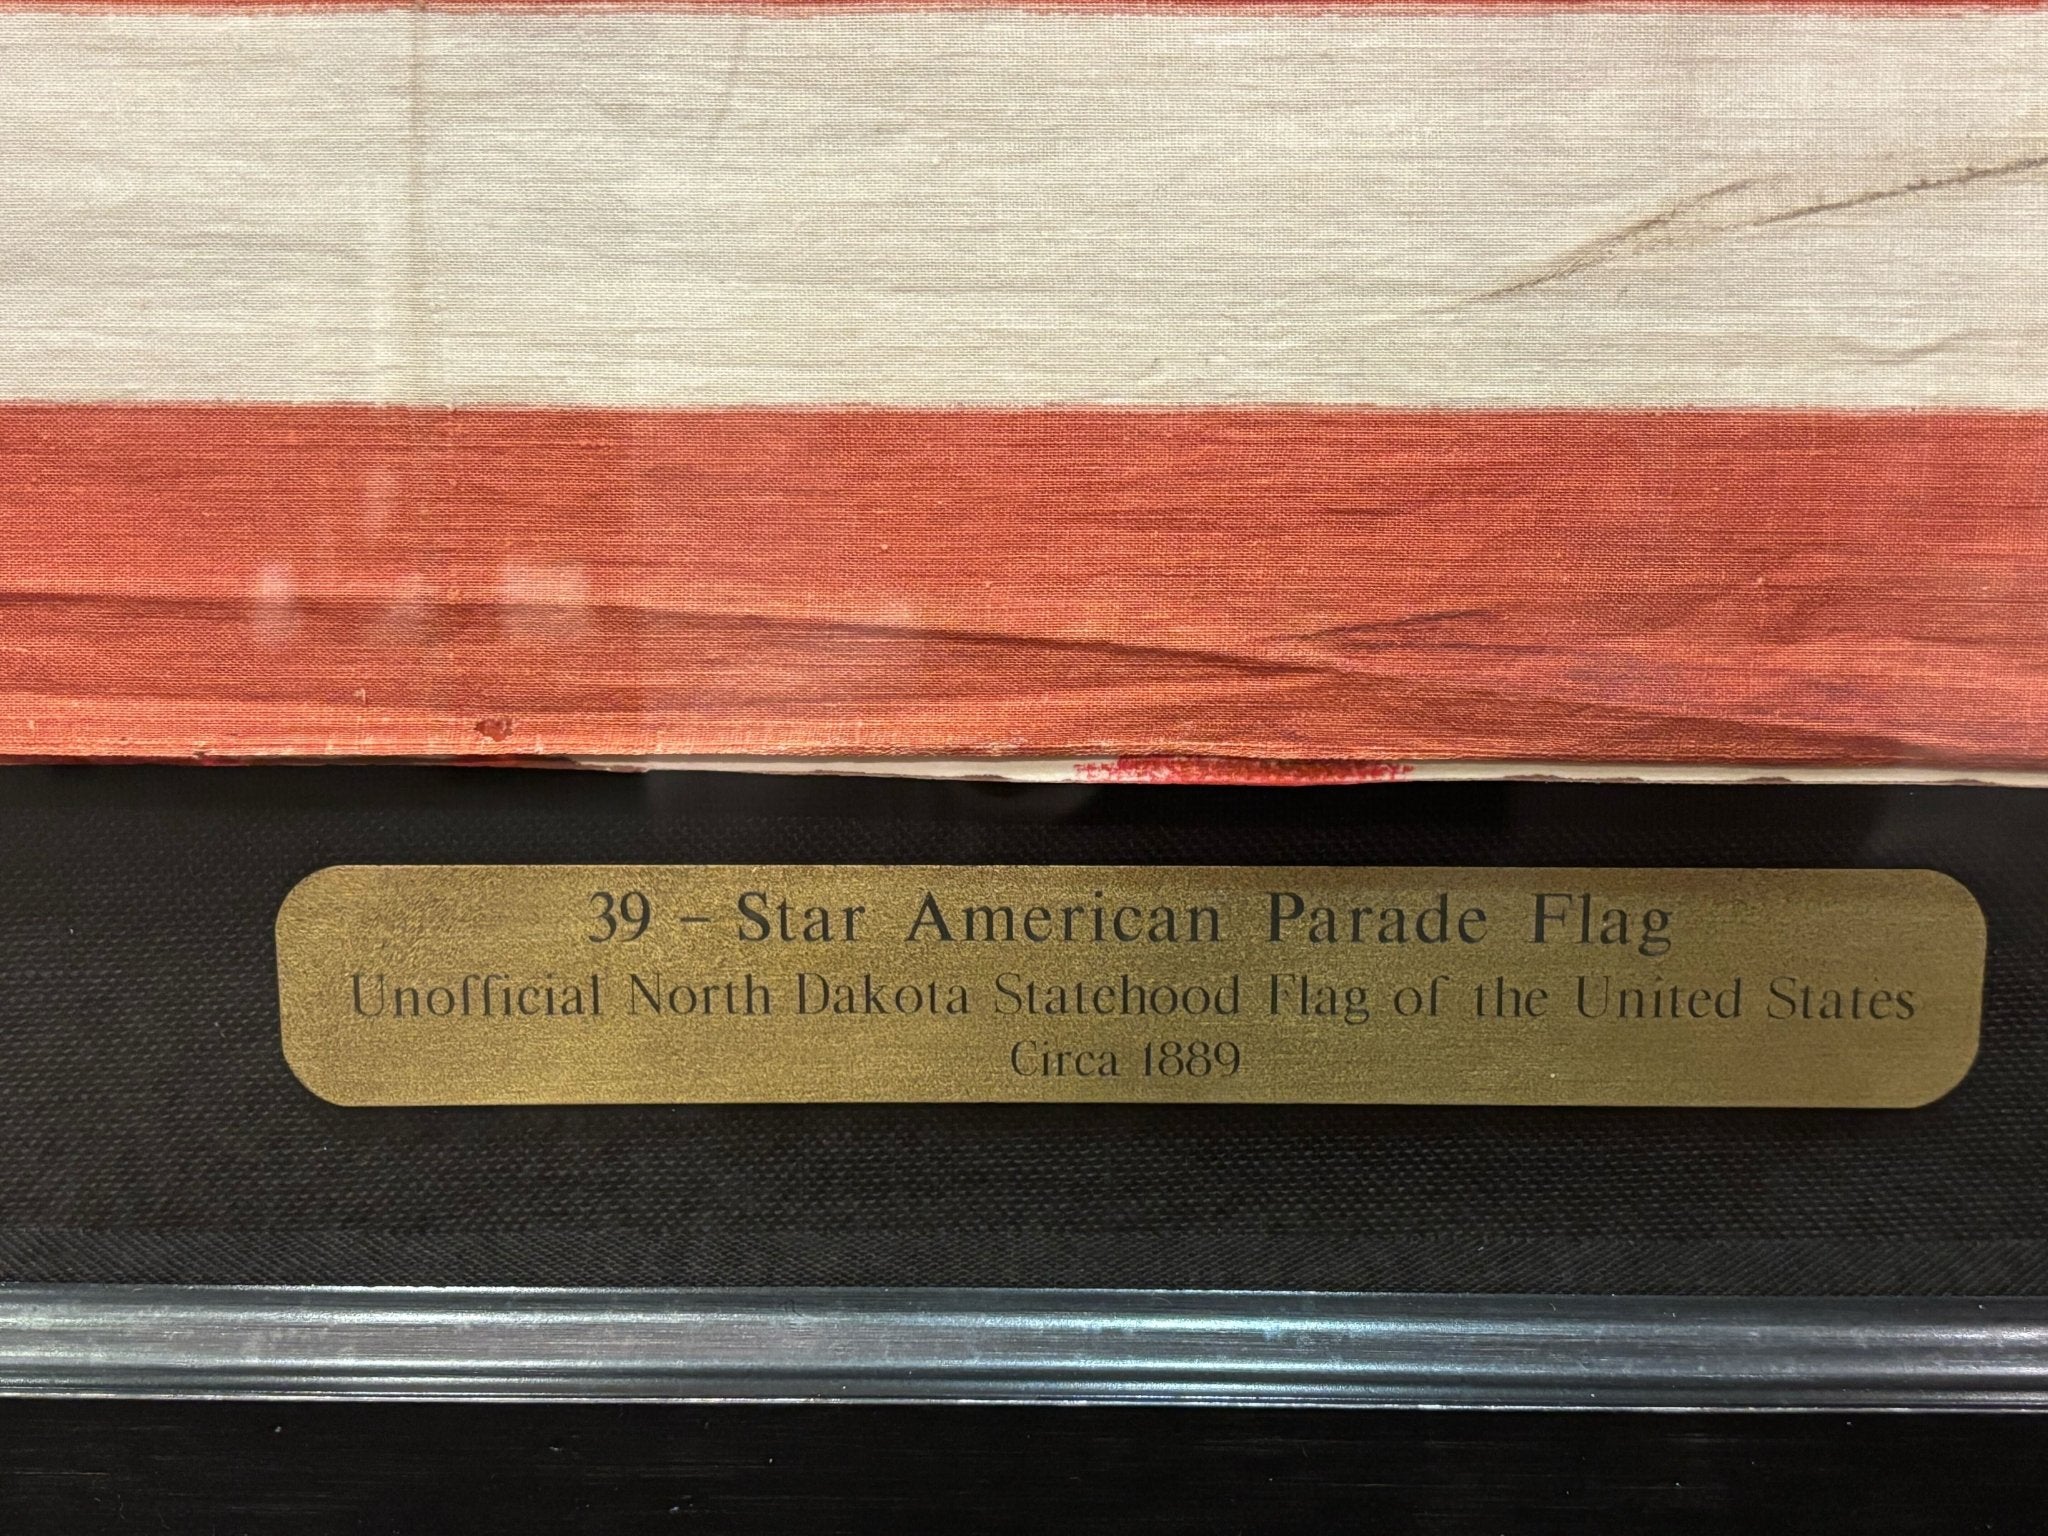 39 - Star American Parade Flag
Unofficial North Dakota Statehood Flag of the United States
Circa 1889